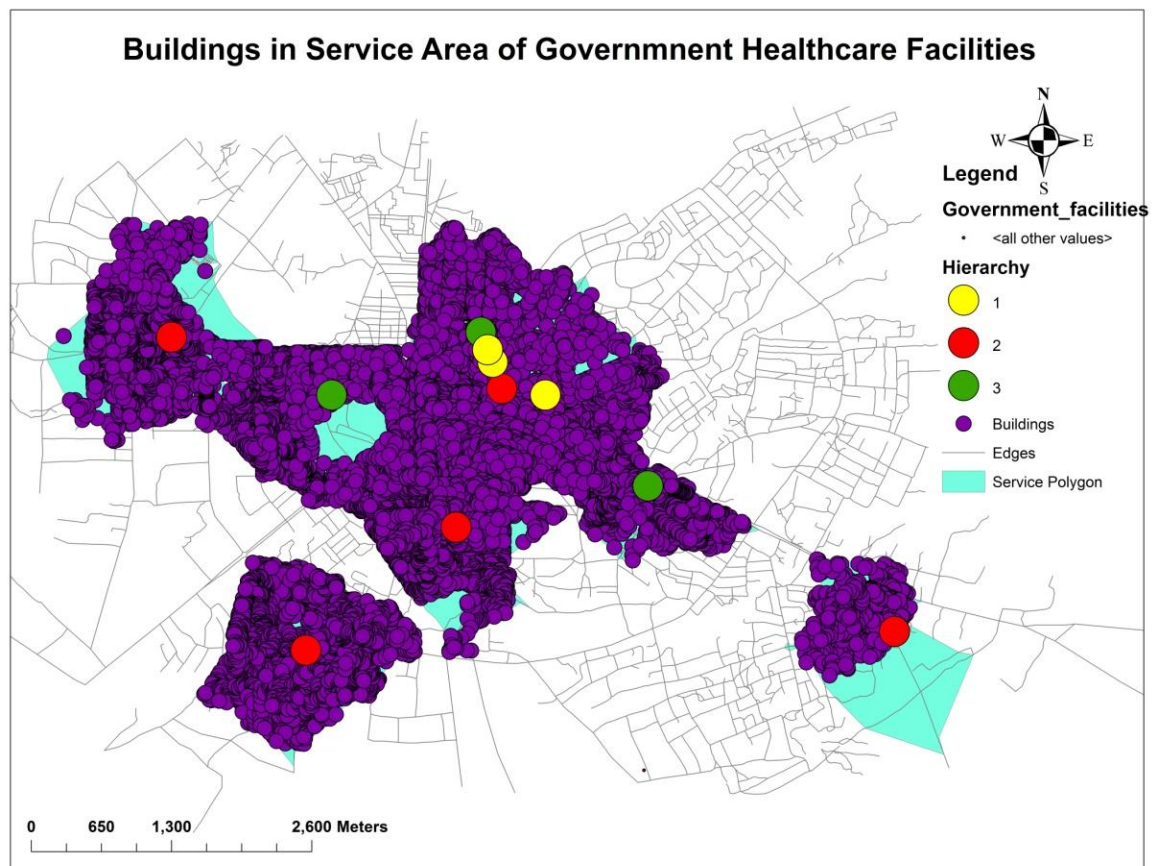 Buildings in Service Area of Governmnent Healthcare Facilities
N
W E
S
Legend
Government_facilities
<all other values>
Hierarchy
1
2
3
Buildings
Edges
Service Polygon
0 650 1,300 2,600 Meters